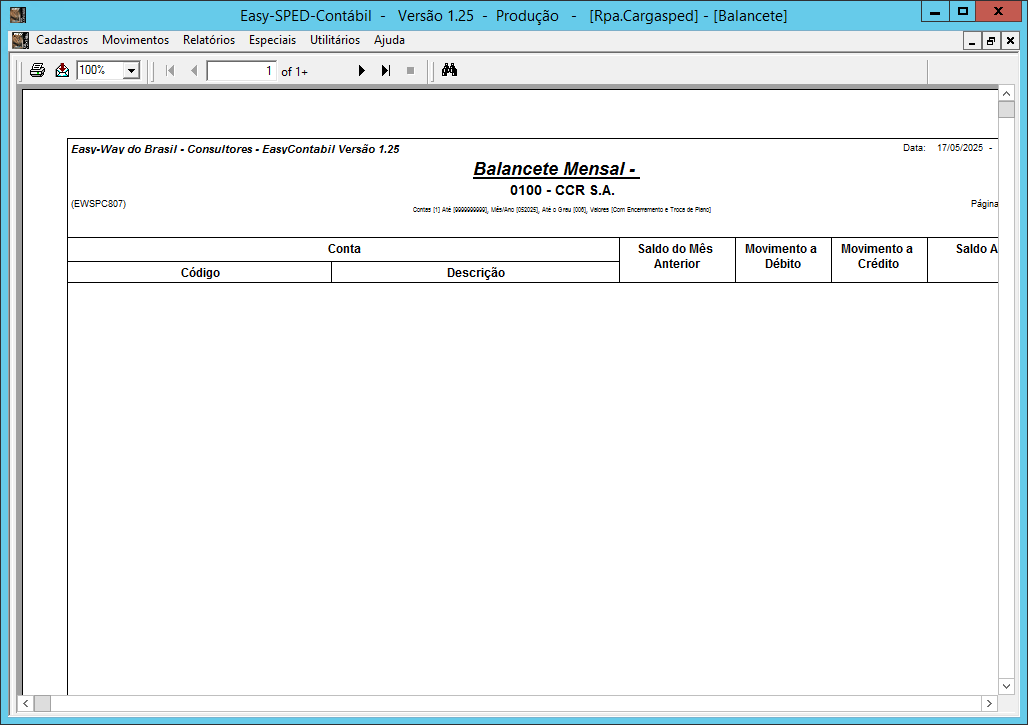 Easy-SPED-Contábil - Versão 1.25 - Produção - [Rpa.Cargasped] - [Balancete]
Cadastros Movimentos Relatórios Especiais Utilitários Ajuda
100% 1 of 1+
Easy-Way do Brasil - Consultores - EasyContabil Versão 1.25
Data: 17/05/2025 -
Balancete Mensal -
0100 - CCR S.A.
(EWSPC807)
Contas [1] Até [9999999999], Mês/Ano [052025], Até o Grau [006], Valores [Com Encerramento e Troca de Plano]
Página
Conta
Saldo do Mês Anterior
Movimento a Débito
Movimento a Crédito
Saldo A
Código
Descrição